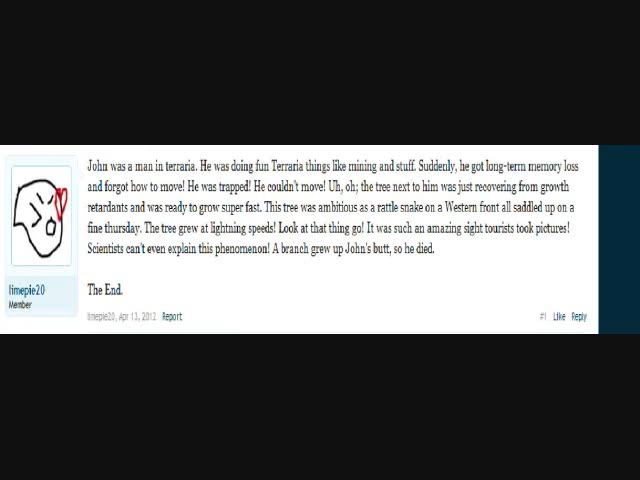 John was a man in terraria. He was doing fun Terraria things like mining and stuff. Suddenly, he got long-term memory loss
and forgot how to move! He was trapped! He couldn't move! Uh, oh; the tree next to him was just recovering from growth
retardants and was ready to grow super fast. This tree was ambitious as a rattle snake on a Western front all saddled up on a
fine thursday. The tree grew at lightning speeds! Look at that thing go! It was such an amazing sight tourists took pictures!
Scientists can't even explain this phenomenon! A branch grew up John's butt, so he died.
The End.
limepie20
Member
limepie20, Apr 13, 2012 Report #1 Like Reply